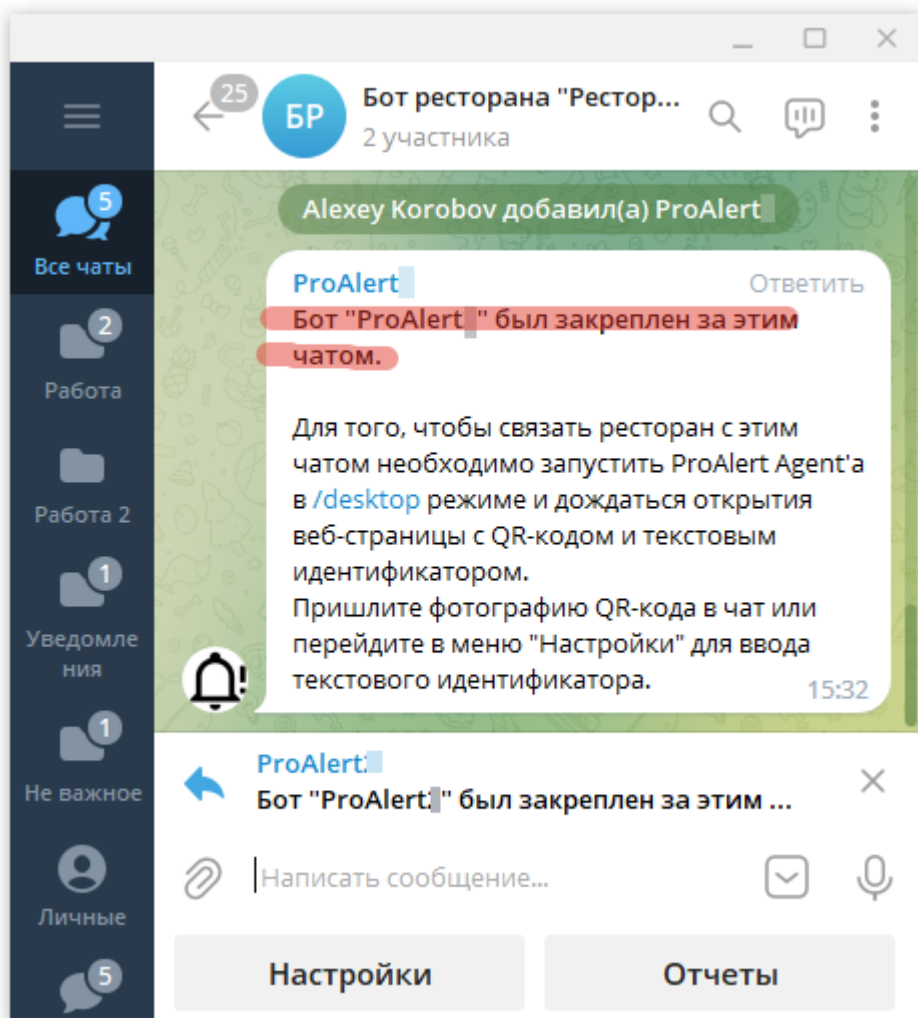 25
БР
Бот ресторана "Рестор...
2 участника
5
Все чаты
2
Работа
Работа 2
1
Уведомле
ния
1
Не важное
Личные
5
Alexey Korobov добавил(а) ProAlert
ProAlert
Ответить
Бот "ProAlert " был закреплен за этим
чатом.
Для того, чтобы связать ресторан с этим
чатом необходимо запустить ProAlert Agent'а
в /desktop режиме и дождаться открытия
веб-страницы с QR-кодом и текстовым
идентификатором.
Пришлите фотографию QR-кода в чат или
перейдите в меню "Настройки" для ввода
текстового идентификатора.
15:32
ProAlert
Бот "ProAlert " был закреплен за этим ...
Написать сообщение...
Настройки
Отчеты